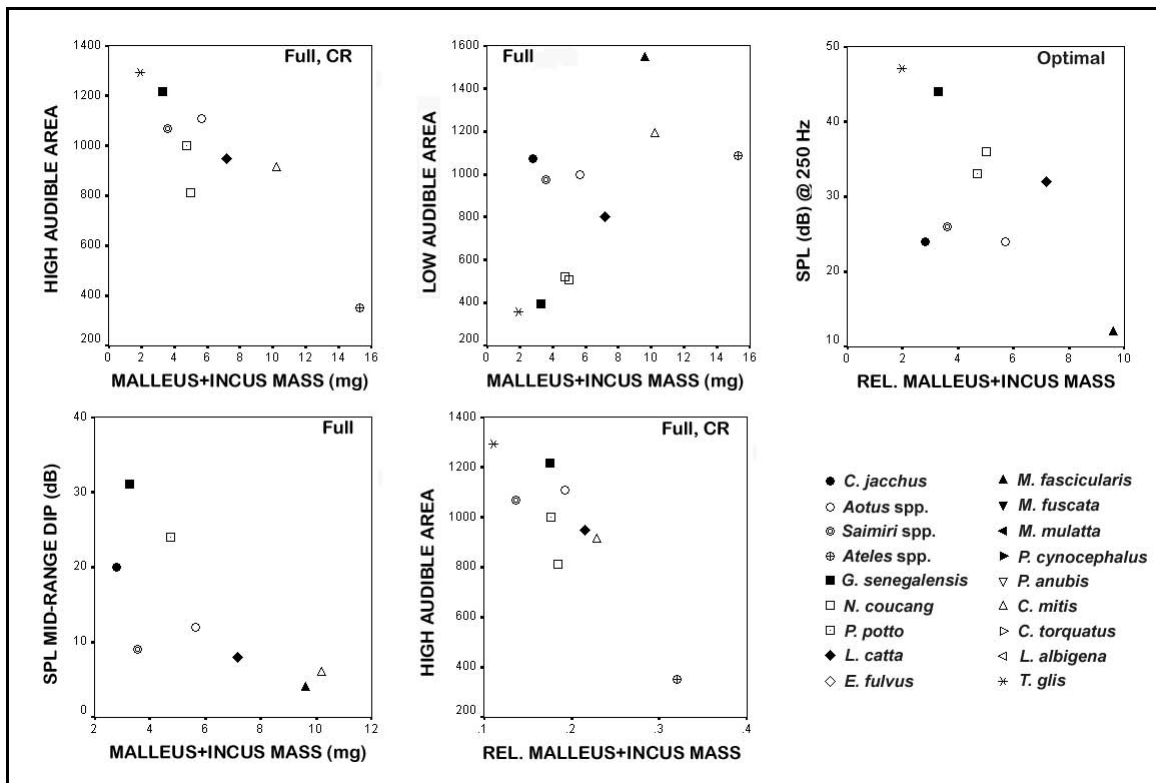 Full, CR
HIGH AUDIBLE AREA
1400
1200
1000
800
600
400
200
0 2 4 6 8 10 12 14 16
MALLEUS+INCUS MASS (mg)
Full
LOW AUDIBLE AREA
1600
1400
1200
1000
800
600
400
200
0 2 4 6 8 10 12 14 16
MALLEUS+INCUS MASS (mg)
Optimal
SPL (dB) @ 250 Hz
50
40
30
20
10
0 2 4 6 8 10
REL. MALLEUS+INCUS MASS
Full
SPL MID-RANGE DIP (dB)
40
30
20
10
0
2 4 6 8 10 12
MALLEUS+INCUS MASS (mg)
Full, CR
HIGH AUDIBLE AREA
1400
1200
1000
800
600
400
200
.1 .2 .3 .4
REL. MALLEUS+INCUS MASS
C. jacchus
Aotus spp.
Saimiri spp.
Ateles spp.
G. senegalensis
N. coucang
P. potto
L. catta
E. fulvus
M. fascicularis
M. fuscata
M. mulatta
P. cynocephalus
P. anubis
C. mitis
C. torquatus
L. albigena
T. glis